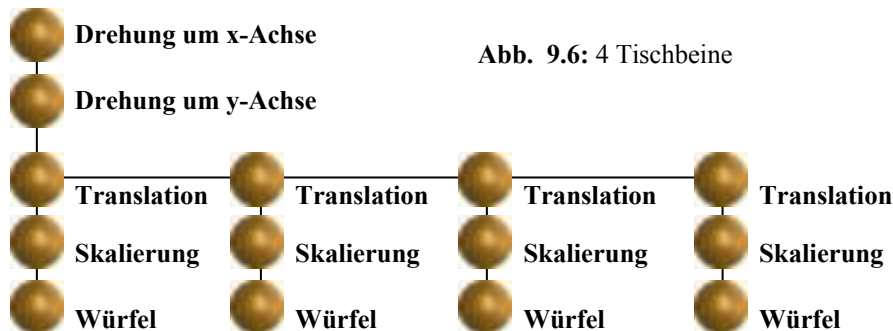 Drehung um x-Achse
Abb. 9.6: 4 Tischbeine
Drehung um y-Achse
Translation Translation Translation Translation
Skalierung Skalierung Skalierung Skalierung
Würfel Würfel Würfel Würfel